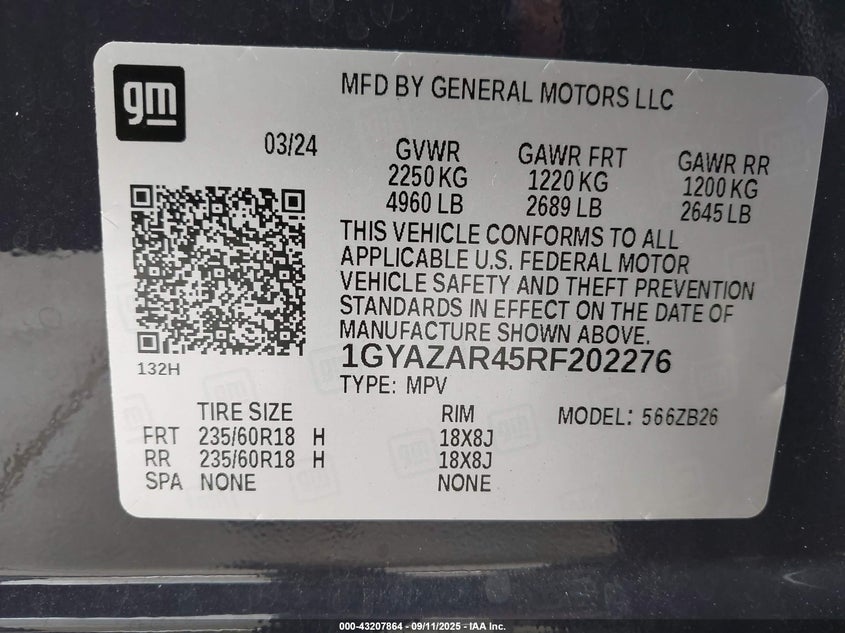 gm
MFD BY GENERAL MOTORS LLC
03/24 GVWR GAWR FRT GAWR RR
2250 KG 1220 KG 1200 KG
4960 LB 2689 LB 2645 LB
THIS VEHICLE CONFORMS TO ALL
APPLICABLE U.S. FEDERAL MOTOR
VEHICLE SAFETY AND THEFT PREVENTION
STANDARDS IN EFFECT ON THE DATE OF
MANUFACTURE SHOWN ABOVE.
1GYAZAR45RF202276
132H
TYPE: MPV
TIRE SIZE RIM MODEL: 566ZB26
FRT 235/60R18 H 18X8J
RR 235/60R18 H 18X8J
SPA NONE NONE
000-43207864 - 09/11/2025 - IAA Inc.